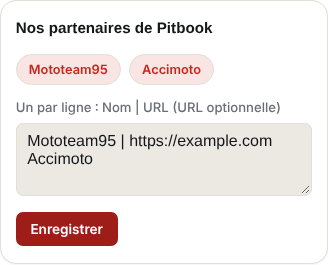 Nos partenaires de Pitbook
Mototeam95 Accimoto
Un par ligne : Nom | URL (URL optionnelle)
Mototeam95 | https://example.com
Accimoto
Enregistrer